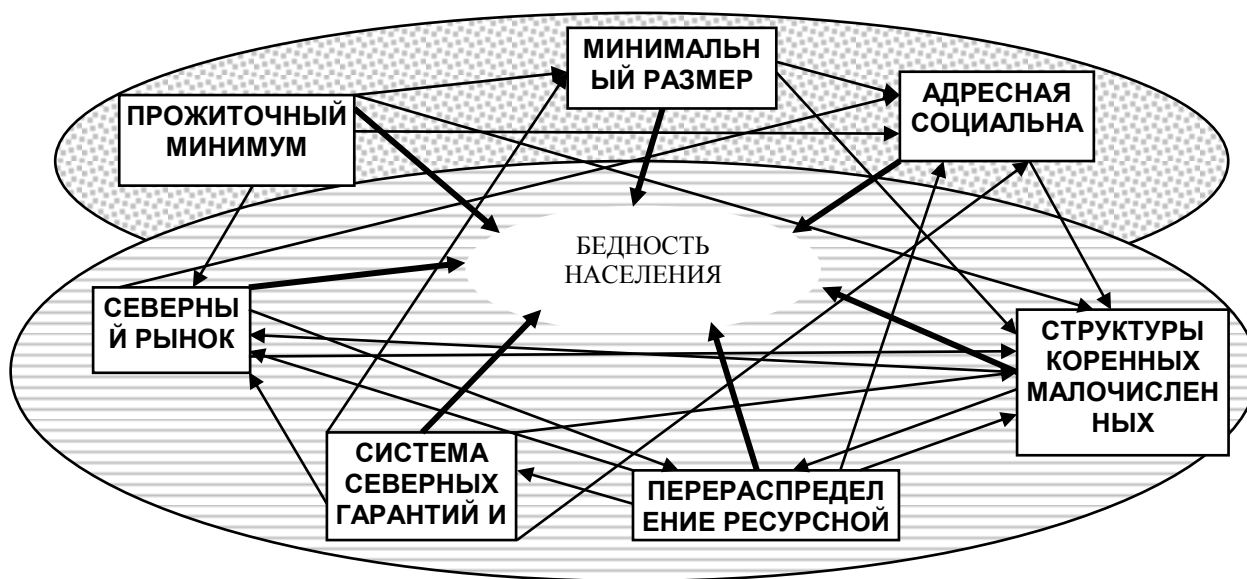 МИНИМАЛЬН
ЫЙ РАЗМЕР
АДРЕСНАЯ
СОЦИАЛЬНА
ПРОЖИТОЧНЫЙ
МИНИМУМ
БЕДНОСТЬ
НАСЕЛЕНИЯ
СЕВЕРНЫ
Й РЫНОК
СТРУКТУРЫ
КОРЕННЫХ
МАЛОЧИСЛЕН
НЫХ
СИСТЕМА
СЕВЕРНЫХ
ГАРАНТИЙ И
ПЕРЕРАСПРЕДЕЛ
ЕНИЕ РЕСУРСНОЙ